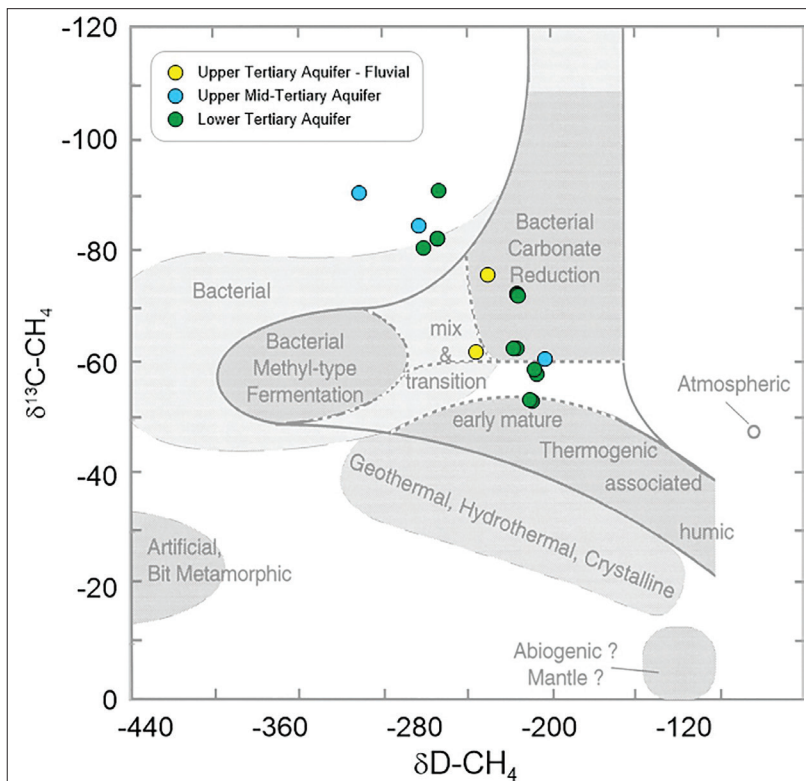 -120
-100
-80
-60
-40
-20
0
δ¹³C-CH₄
Upper Tertiary Aquifer - Fluvial
Upper Mid-Tertiary Aquifer
Lower Tertiary Aquifer
Bacterial
Carbonate
Reduction
Bacterial
mix
&
transition
Bacterial
Methyl-type
Fermentation
Atmospheric
early mature
Thermogenic
associated
humic
Geothermal, Hydrothermal, Crystalline
Artificial,
Bit Metamorphic
Abiogenic ?
Mantle ?
-440
-360
-280
-200
-120
δD-CH₄